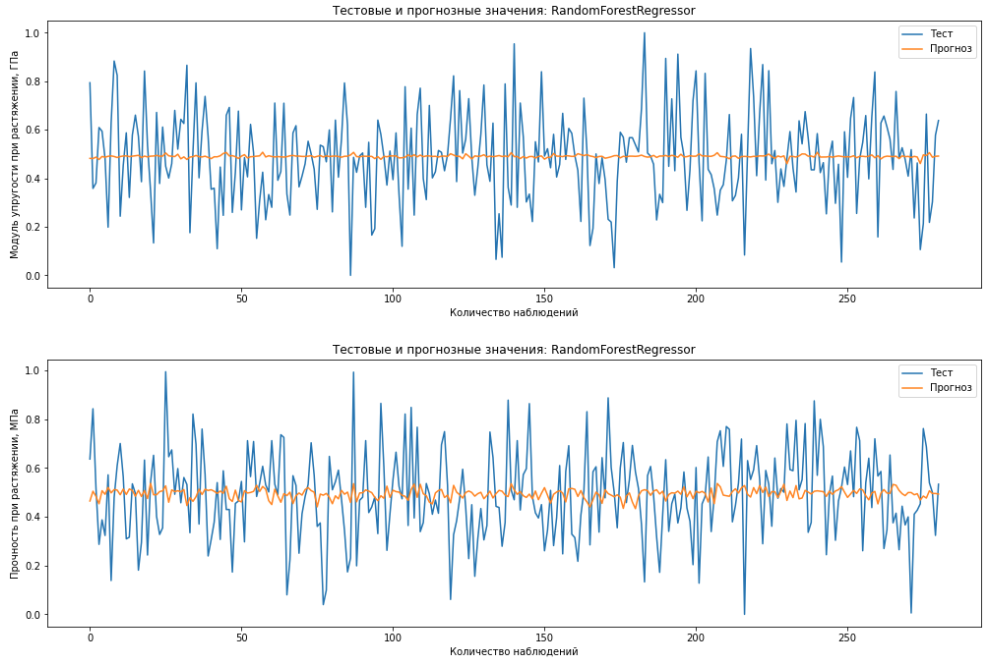 Тестовые и прогнозные значения: RandomForestRegressor
Тест
Прогноз
Модуль упругости при растяжении, ГПа
1.0
0.8
0.6
0.4
0.2
0.0
0 50 100 150 200 250
Количество наблюдений
Тестовые и прогнозные значения: RandomForestRegressor
Тест
Прогноз
Прочность при растяжении, МПа
1.0
0.8
0.6
0.4
0.2
0.0
0 50 100 150 200 250
Количество наблюдений